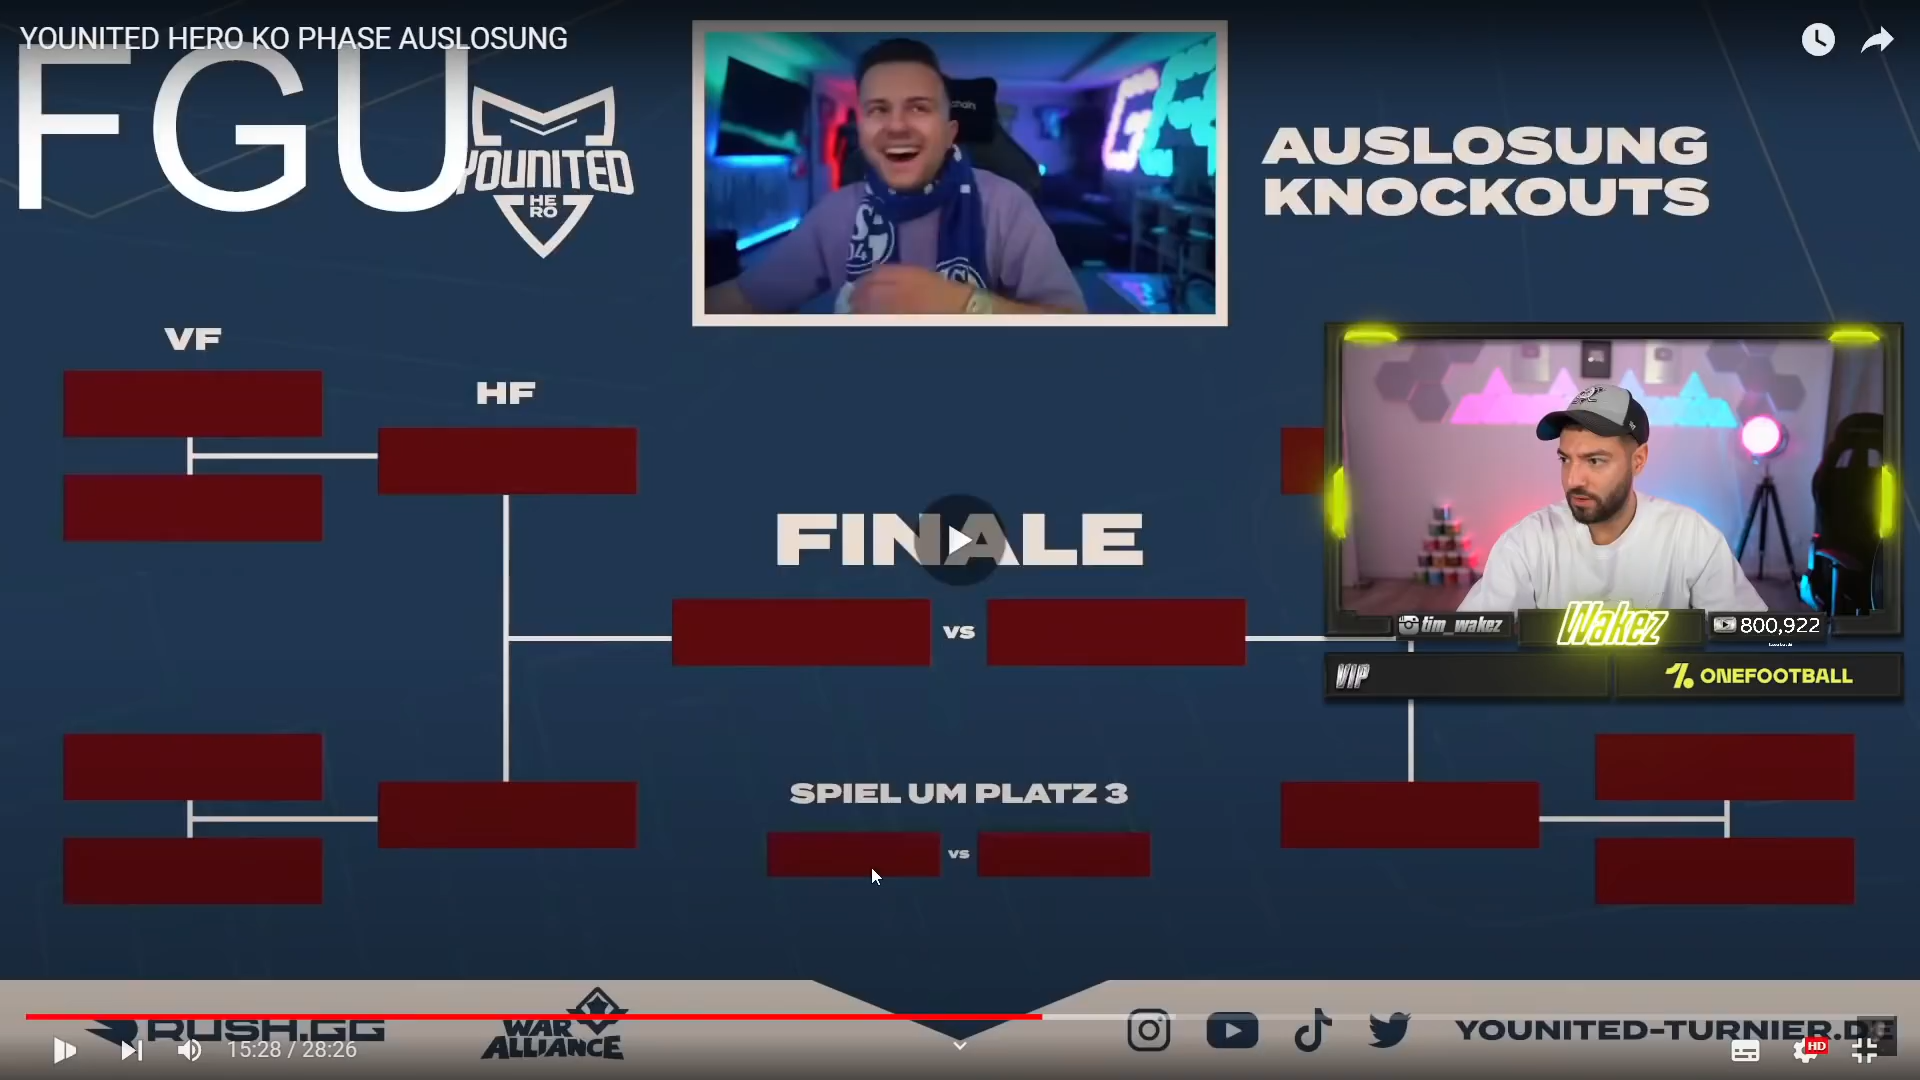 YOUNITED HERO KO PHASE AUSLOSUNG
FGU
YOUNITED
HE
RO
AUSLOSUNG
KNOCKOUTS
VF
HF
FINALE
vs
SPIEL UM PLATZ 3
vs
tim_wakez
Wakez
800,922
VIP
ONEFOOTBALL
RUSH.GG
WAR
ALLIANCE
YOUNITED-TURNIER.DE
15:28 / 28:26
HD